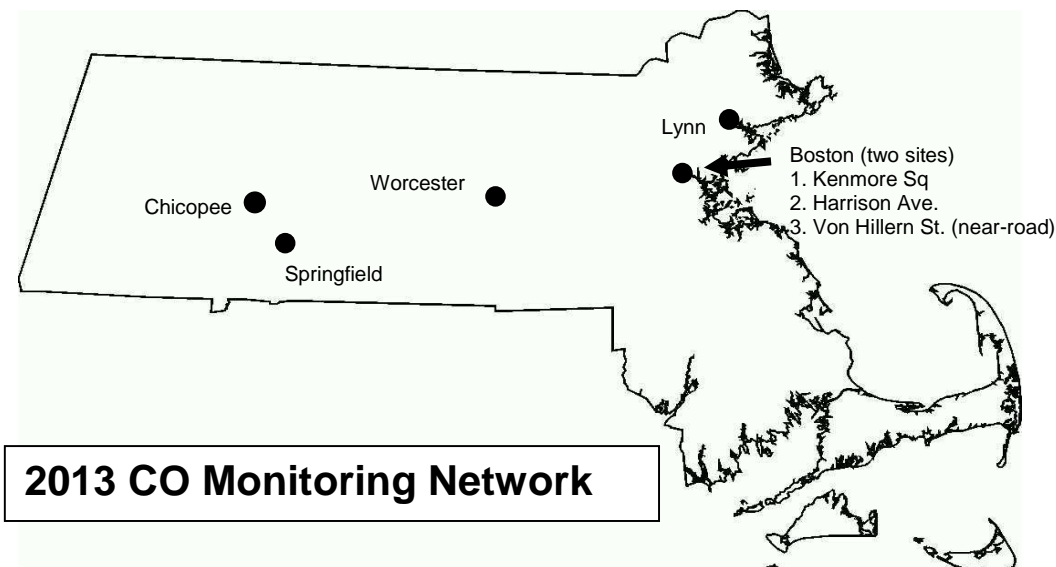 Lynn
Boston (two sites)
1. Kenmore Sq
2. Harrison Ave.
3. Von Hillern St. (near-road)
Worcester
Chicopee
Springfield
2013 CO Monitoring Network